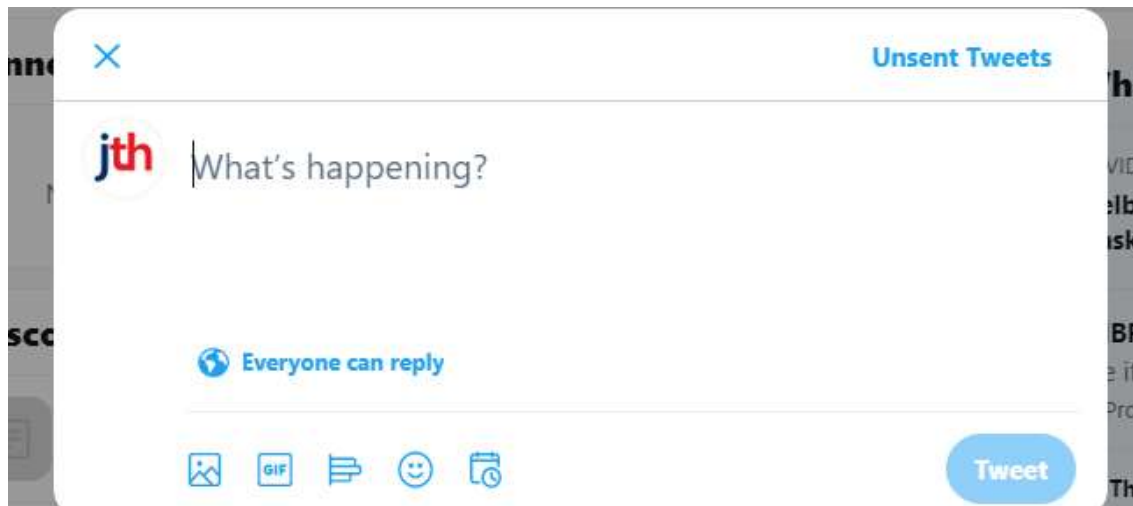 Unsent Tweets
jth
What's happening?
Everyone can reply
GIF
Tweet